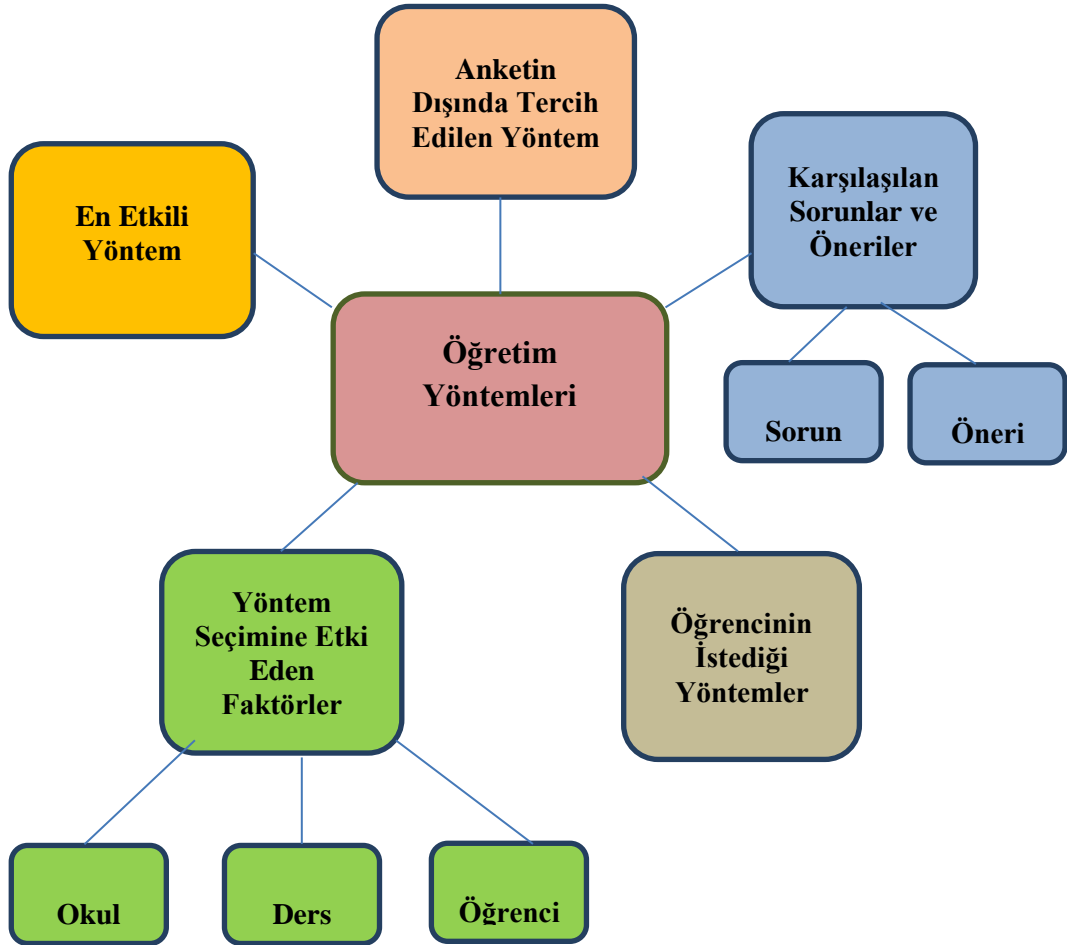 Anketin
Dışında Tercih
Edilen Yöntem
En Etkili
Yöntem
Karşılaşılan
Sorunlar ve
Öneriler
Öğretim
Yöntemleri
Sorun
Öneri
Yöntem
Seçimine Etki
Eden
Faktörler
Öğrencinin
İstediği
Yöntemler
Okul
Ders
Öğrenci